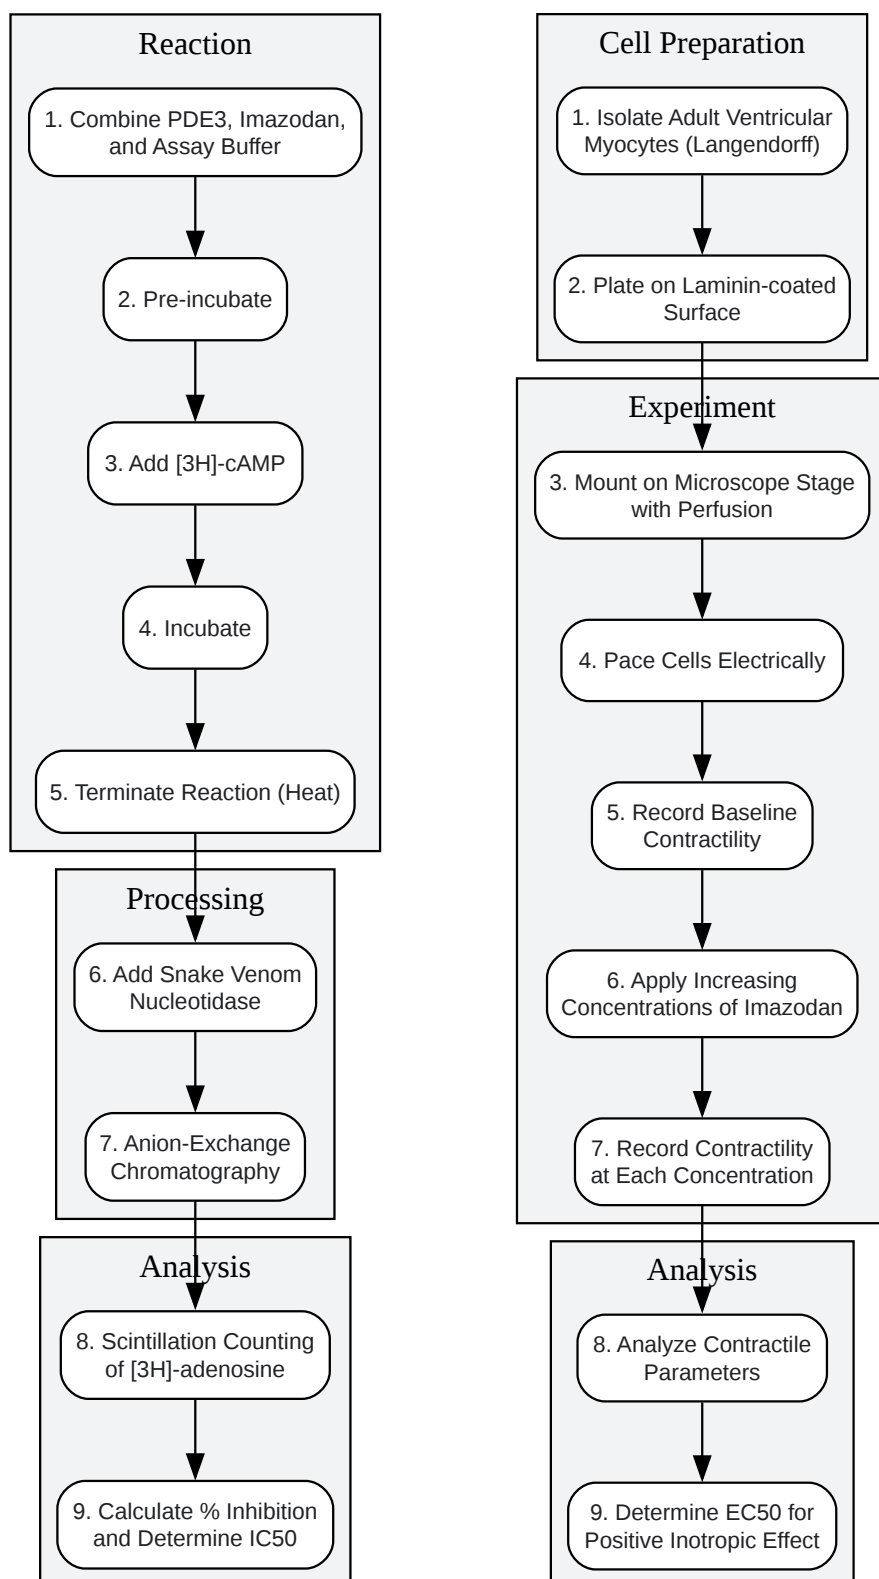 Reaction
1. Combine PDE3, Imazodan,
and Assay Buffer
2. Pre-incubate
3. Add [3H]-cAMP
4. Incubate
5. Terminate Reaction (Heat)
Processing
6. Add Snake Venom
Nucleotidase
7. Anion-Exchange
Chromatography
Analysis
8. Scintillation Counting
of [3H]-adenosine
9. Calculate % Inhibition
and Determine IC50
Cell Preparation
1. Isolate Adult Ventricular
Myocytes (Langendorff)
2. Plate on Laminin-coated
Surface
Experiment
3. Mount on Microscope Stage
with Perfusion
4. Pace Cells Electrically
5. Record Baseline
Contractility
6. Apply Increasing
Concentrations of Imazodan
7. Record Contractility
at Each Concentration
Analysis
8. Analyze Contractile
Parameters
9. Determine EC50 for
Positive Inotropic Effect